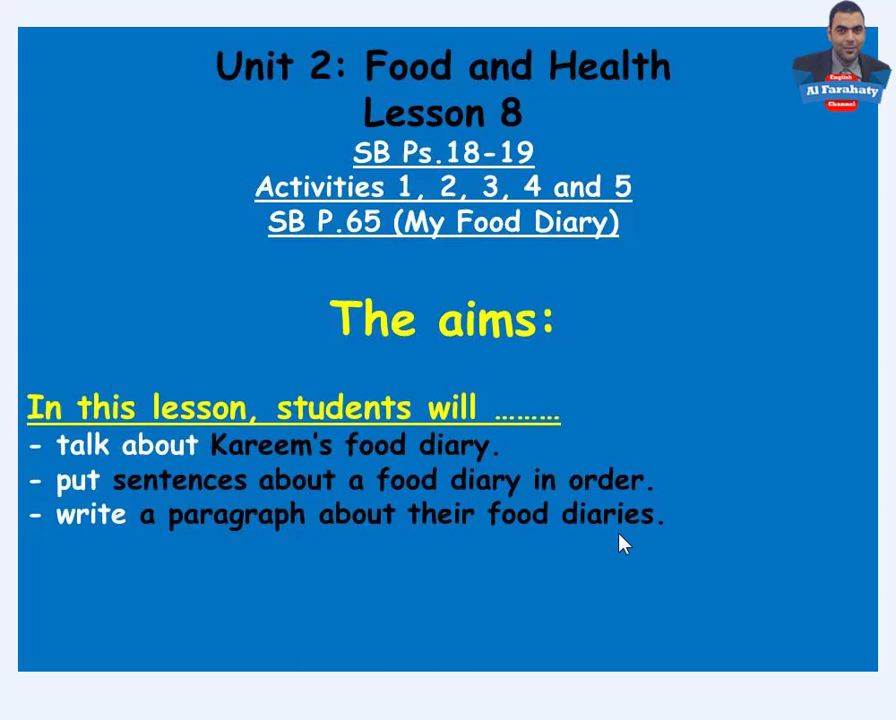 Unit 2: Food and Health
Lesson 8
SB Ps.18-19
Activities 1, 2, 3, 4 and 5
SB P.65 (My Food Diary)
English
Al Farahaty
Channel
The aims:
In this lesson, students will .........
- talk about Kareem's food diary.
- put sentences about a food diary in order.
- write a paragraph about their food diaries.